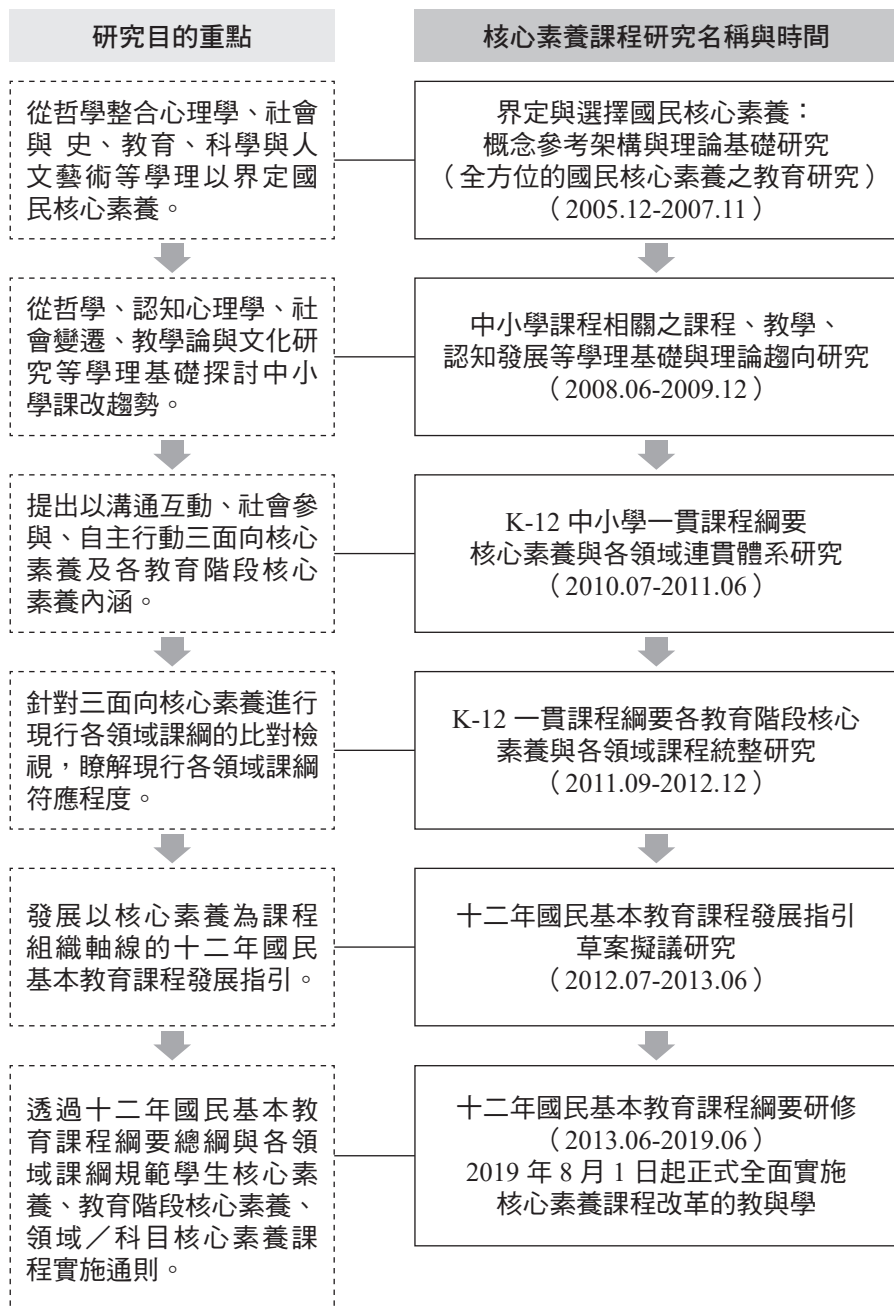 研究目的重點
核心素養課程研究名稱與時間
從哲學整合心理學、社會
與 史、教育、科學與人
文藝術等學理以界定國
民核心素養。
界定與選擇國民核心素養：
概念參考架構與理論基礎研究
（全方位的國民核心素養之教育研究）
（2005.12-2007.11）
從哲學、認知心理學、社
會變遷、教學論與文化研
究等學理基礎探討中小
學課改趨勢。
中小學課程相關之課程、教學、
認知發展等學理基礎與理論趨向研究
（2008.06-2009.12）
提出以溝通互動、社會參
與、自主行動三面向核心
素養及各教育階段核心
素養內涵。
K-12 中小學一貫課程綱要
核心素養與各領域連貫體系研究
（2010.07-2011.06）
針對三面向核心素養進行
現行各領域課綱的比對檢
視，瞭解現行各領域課綱
符應程度。
K-12 一貫課程綱要各教育階段核心
素養與各領域課程統整研究
（2011.09-2012.12）
發展以核心素養為課程
組織軸線的十二年國民
基本教育課程發展指引。
十二年國民基本教育課程發展指引
草案擬議研究
（2012.07-2013.06）
透過十二年國民基本教
育課程綱要總綱與各領
域課綱規範學生核心素
養、教育階段核心素養、
領域／科目核心素養課
程實施通則。
十二年國民基本教育課程綱要研修
（2013.06-2019.06）
2019 年 8 月 1 日起正式全面實施
核心素養課程改革的教與學